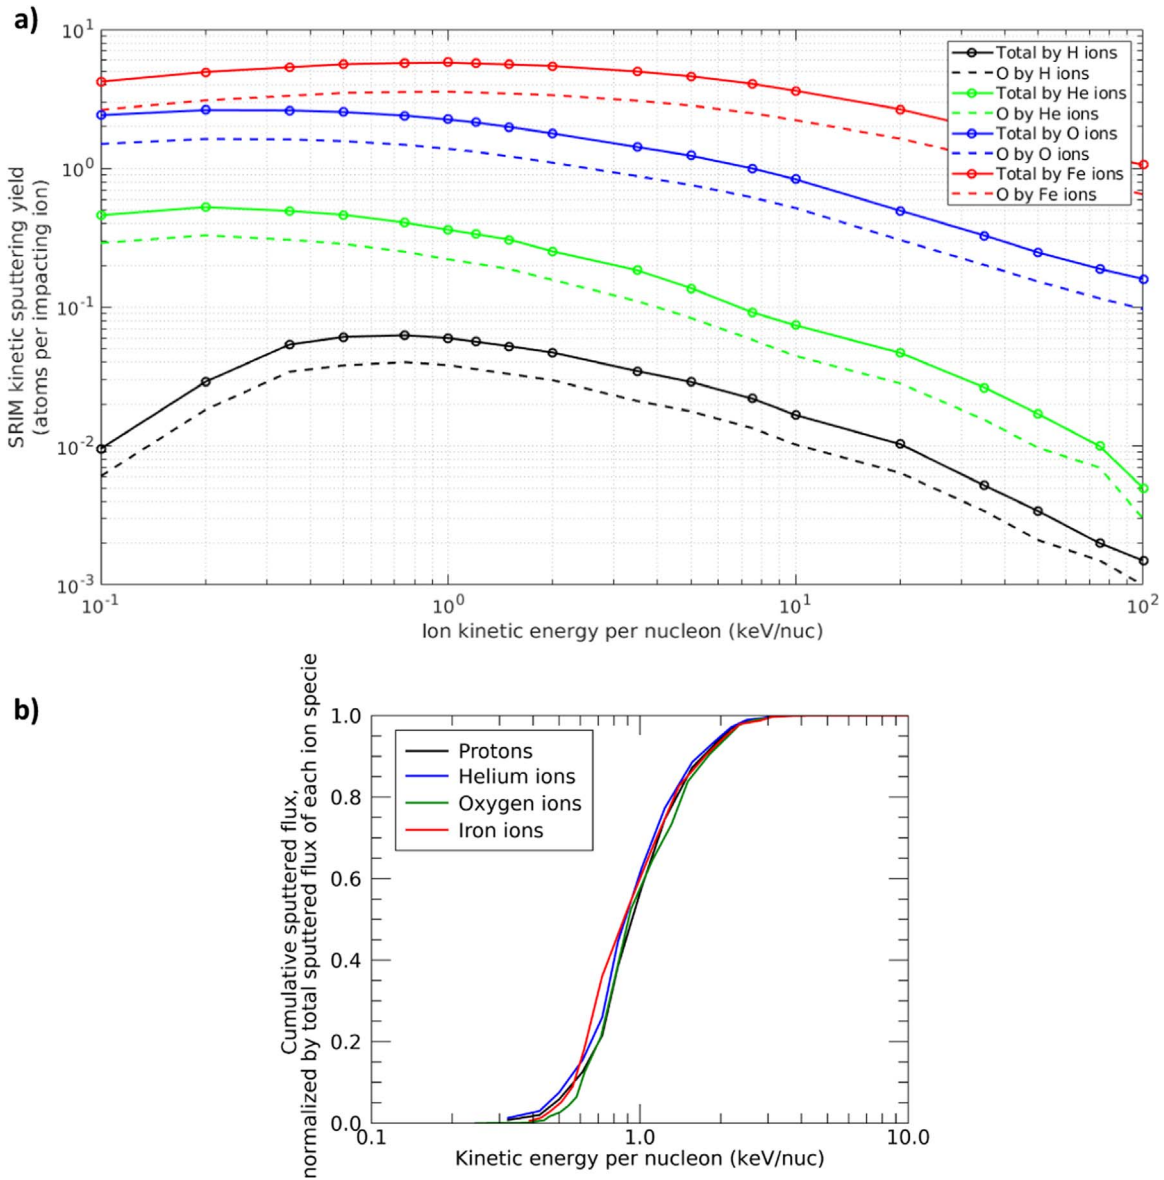 a)
SRIM kinetic sputtering yield
(atoms per impacting ion)
10^1
10^0
10^-1
10^-2
10^-3
Total by H ions
O by H ions
Total by He ions
O by He ions
Total by O ions
O by O ions
Total by Fe ions
O by Fe ions
10^-1
10^0
10^1
10^2
Ion kinetic energy per nucleon (keV/nuc)
b)
Cumulative sputtered flux,
normalized by total sputtered flux of each ion specie
1.0
0.8
0.6
0.4
0.2
0.0
Protons
Helium ions
Oxygen ions
Iron ions
0.1
1.0
10.0
Kinetic energy per nucleon (keV/nuc)